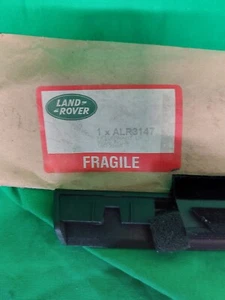 LAND-
ROVER
1 x ALR3147
FRAGILE